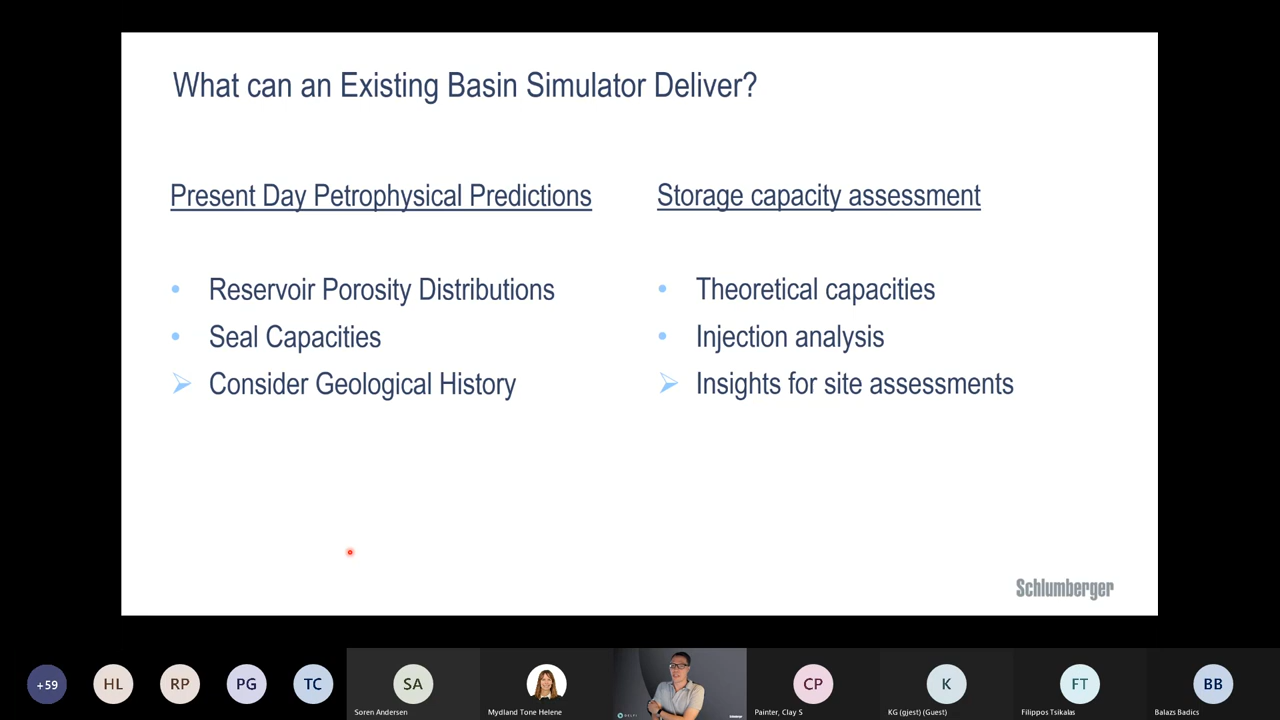 What can an Existing Basin Simulator Deliver?
Present Day Petrophysical Predictions
Reservoir Porosity Distributions
Seal Capacities
Consider Geological History
Storage capacity assessment
Theoretical capacities
Injection analysis
Insights for site assessments
Schlumberger
+59
HL
RP
PG
TC
SA
Soren Andersen
Mydland Tone Helene
CP
Painter, Clay S
K
KG (gjest) (Guest)
FT
Filippos Tsikalas
BB
Balazs Badics